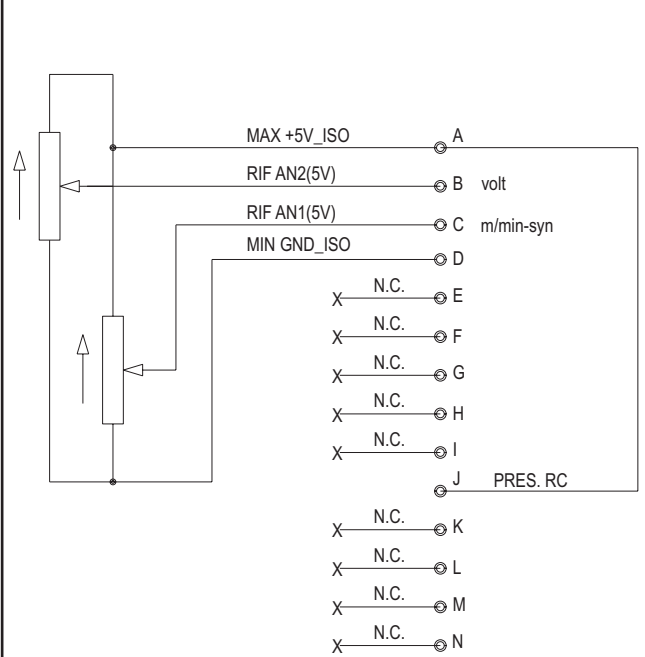 MAX +5V_ISO A
RIF AN2(5V) B volt
RIF AN1(5V) C m/min-syn
MIN GND_ISO D
X N.C. E
X N.C. F
X N.C. G
X N.C. H
X N.C. I
J PRES. RC
X N.C. K
X N.C. L
X N.C. M
X N.C. N